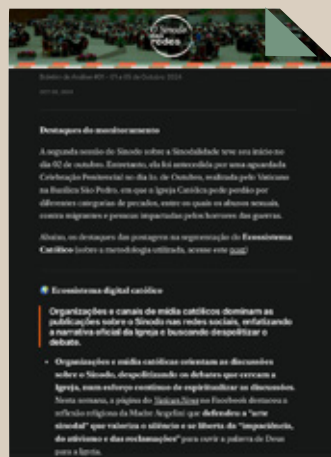 O Sínodo
nas
redes
Boletim de Análise #01 - 01 a 05 de Outubro 2024
Destaques do monitoramento
A segunda sessão do Sínodo sobre a Sinodalidade teve seu início no
dia 02 de outubro. Entretanto, ela foi antecedida por uma aguardada
Celebração Penitencial no dia 1o. de Outubro, realizada pelo Vaticano
na Basílica São Pedro, em que a Igreja Católica pede perdão por
diferentes categorias de pecados, entre os quais os abusos sexuais,
contra migrantes e pessoas impactadas pelos horrores das guerras.
Abaixo, os destaques das postagens na segmentação do Ecossistema
Católico (sobre a metodologia utilizada, acesse este post)
Ecossistema digital católico
Organizações e canais de mídia católicos dominam as
publicações sobre o Sínodo nas redes sociais, enfatizando
a narrativa oficial da Igreja e buscando despolitizar o
debate.
• Organizações e mídia católicas orientam as discussões
sobre o Sínodo, despolitizando os debates que cercam a
Igreja, num esforço contínuo de espiritualizar as discussões.
Nesta semana, a página do Vatican News no Facebook destacou a
reflexão religiosa da Madre Angelini que defendeu a "arte
sinodal" que valoriza o silêncio e se liberta da "impaciência,
do ativismo e das reclamações" para ouvir a palavra de Deus
para a Igreja.